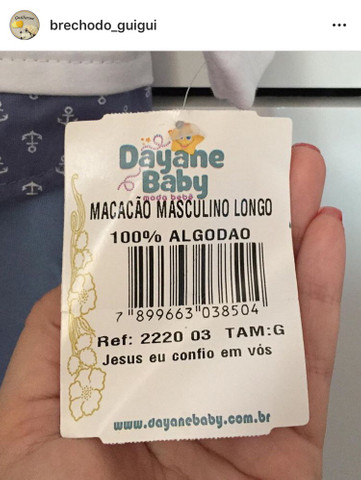 brechodo_guigui
Dayane
Baby
moda bebê
MACACÃO MASCULINO LONGO
100% ALGODAO
7 899663 038504
Ref: 2220 03 TAM:G
Jesus eu confio em vós
www.dayanebaby.com.br